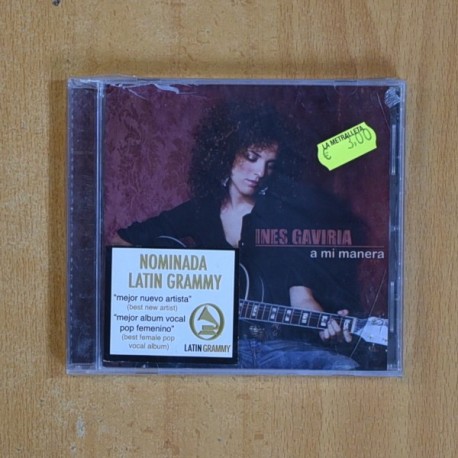 LA METRALLETA
€ 3,00
INES GAVIRIA
a mi manera
NOMINADA
LATIN GRAMMY
"mejor nuevo artista"
(best new artist)
"mejor album vocal
pop femenino"
(best female pop
vocal album)
LATIN GRAMMY